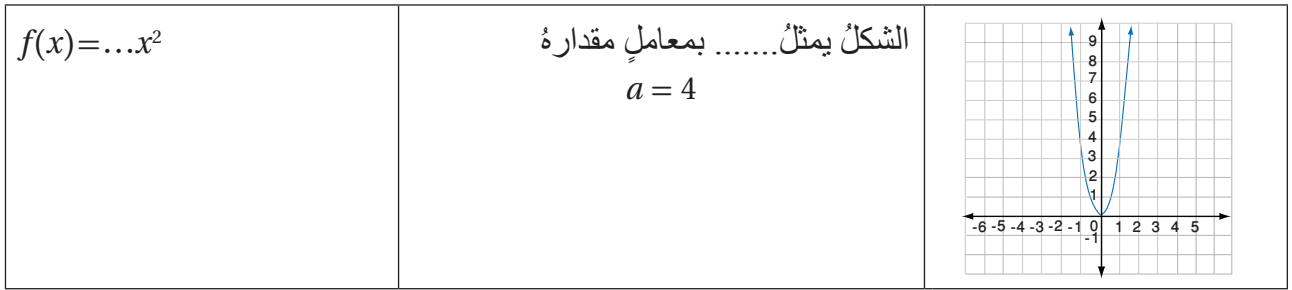 f(x)=...x²
الشكلُ يمثلُ....... بمعاملٍ مقدارهُ
a = 4
9
8
7
6
5
4
3
2
1
-6 -5 -4 -3 -2 -1 0 1 2 3 4 5
-1